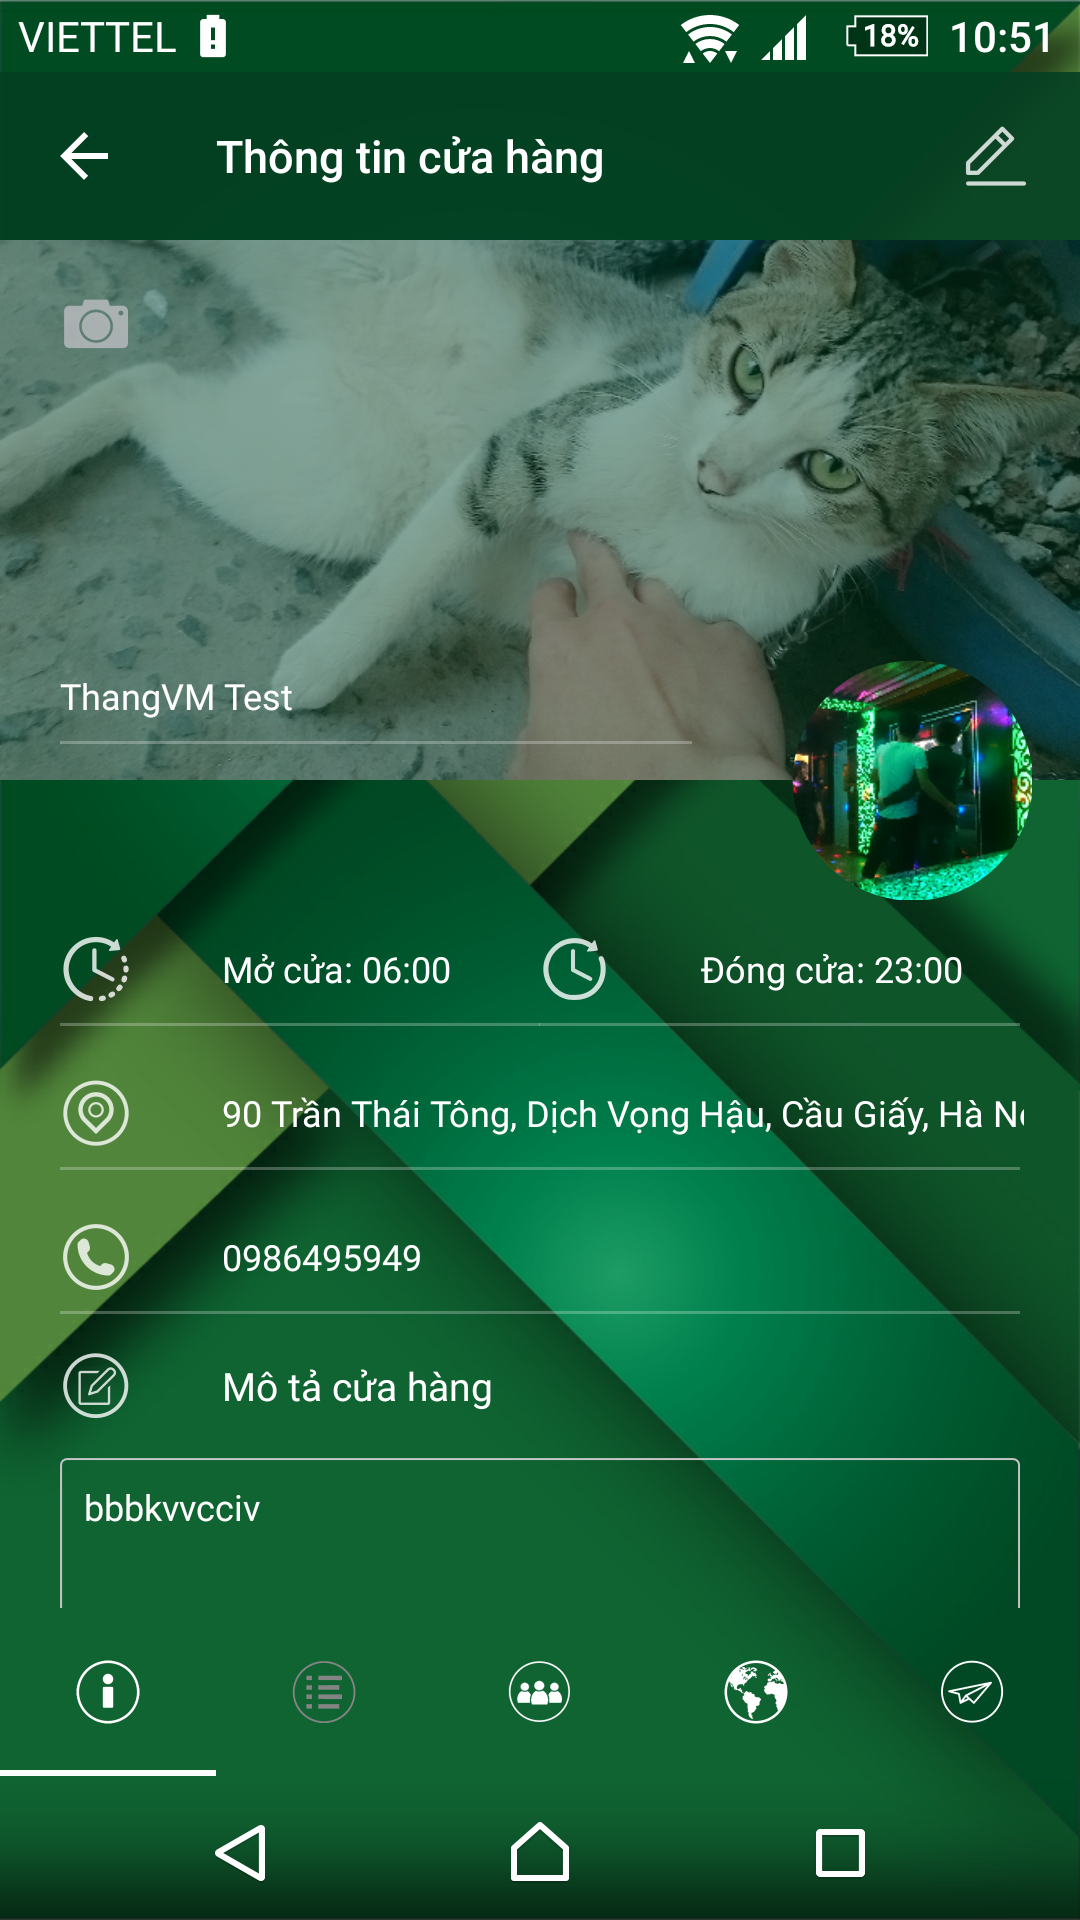 VIETTEL 18% 10:51
Thông tin cửa hàng
ThangVM Test
Mở cửa: 06:00 Đóng cửa: 23:00
90 Trần Thái Tông, Dịch Vọng Hậu, Cầu Giấy, Hà
0986495949
Mô tả cửa hàng
bbbkvvcciv